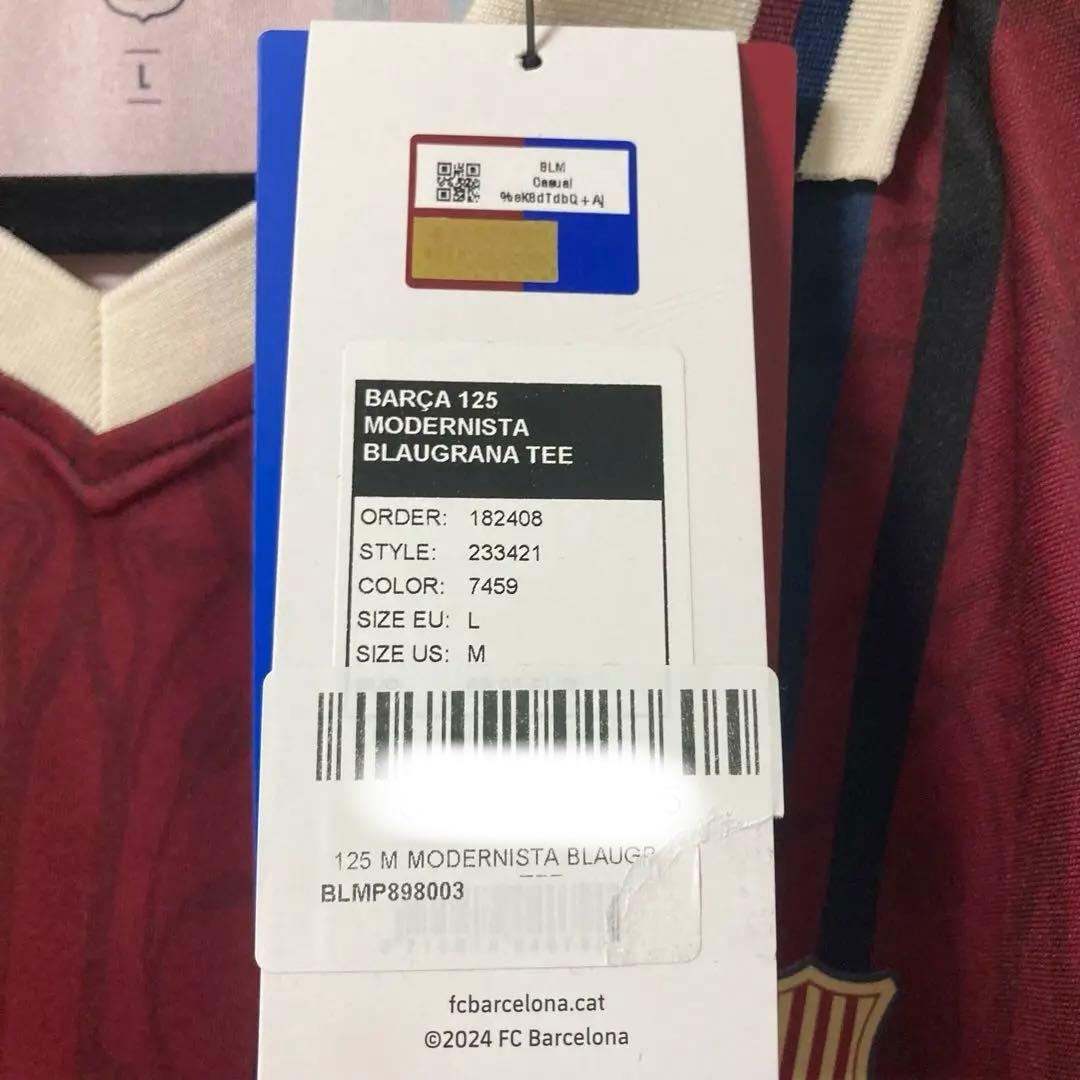 L
BLM
Casual
%eK8dTdbQ+Aj
BARÇA 125
MODERNISTA
BLAUGRANA TEE
ORDER: 182408
STYLE: 233421
COLOR: 7459
SIZE EU: L
SIZE US: M
125 M MODERNISTA BLAUGR
BLMP898003
fcbarcelona.cat
©2024 FC Barcelona